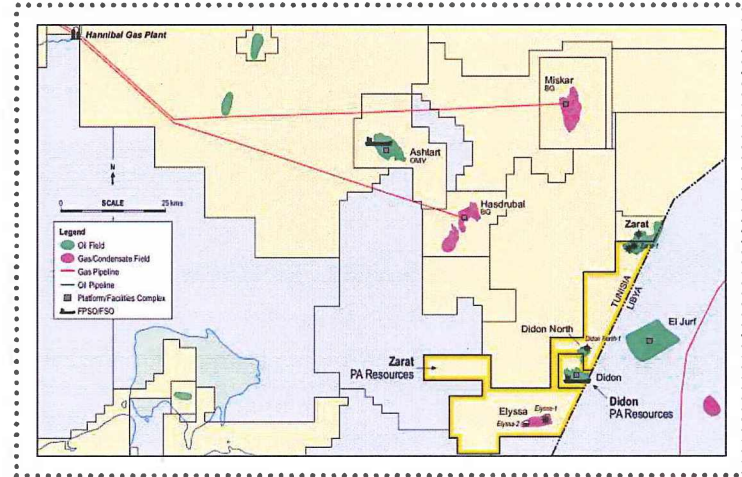 Hannibal Gas Plant
Miskar
BG
Ashtart
OMV
N
0 SCALE 25 kms
Hasdrubal
BG
Legend
Oil Field
Gas/Condensate Field
Gas Pipeline
Oil Pipeline
Platform/Facilities Complex
FPSO/FSO
Zarat
TUNISIA
LIBYA
El Jurf
Didon North
Didon North-1
Zarat
PA Resources
Didon
Didon
PA Resources
Elyssa
Elyssa-1
Elyssa-2